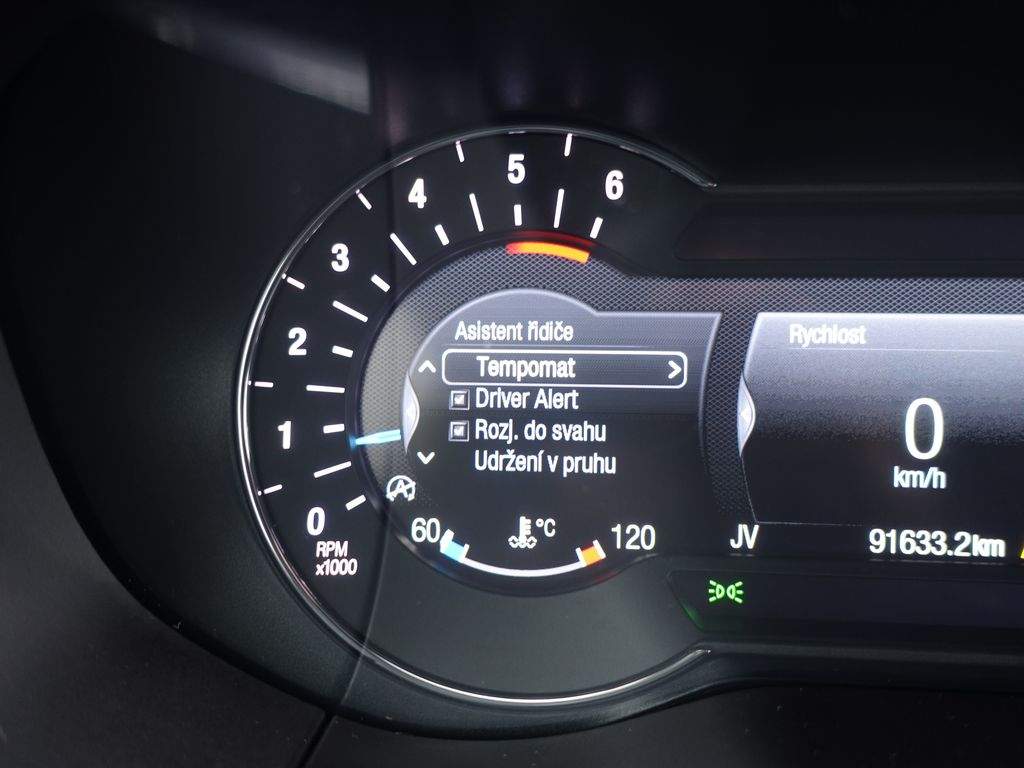 6
5
4
3
2
1
0
RPM
x1000
Asistent řidiče
Tempomat
Driver Alert
Rozj. do svahu
Udržení v pruhu
60
°C
120
Rychlost
0
km/h
JV
91633.2km